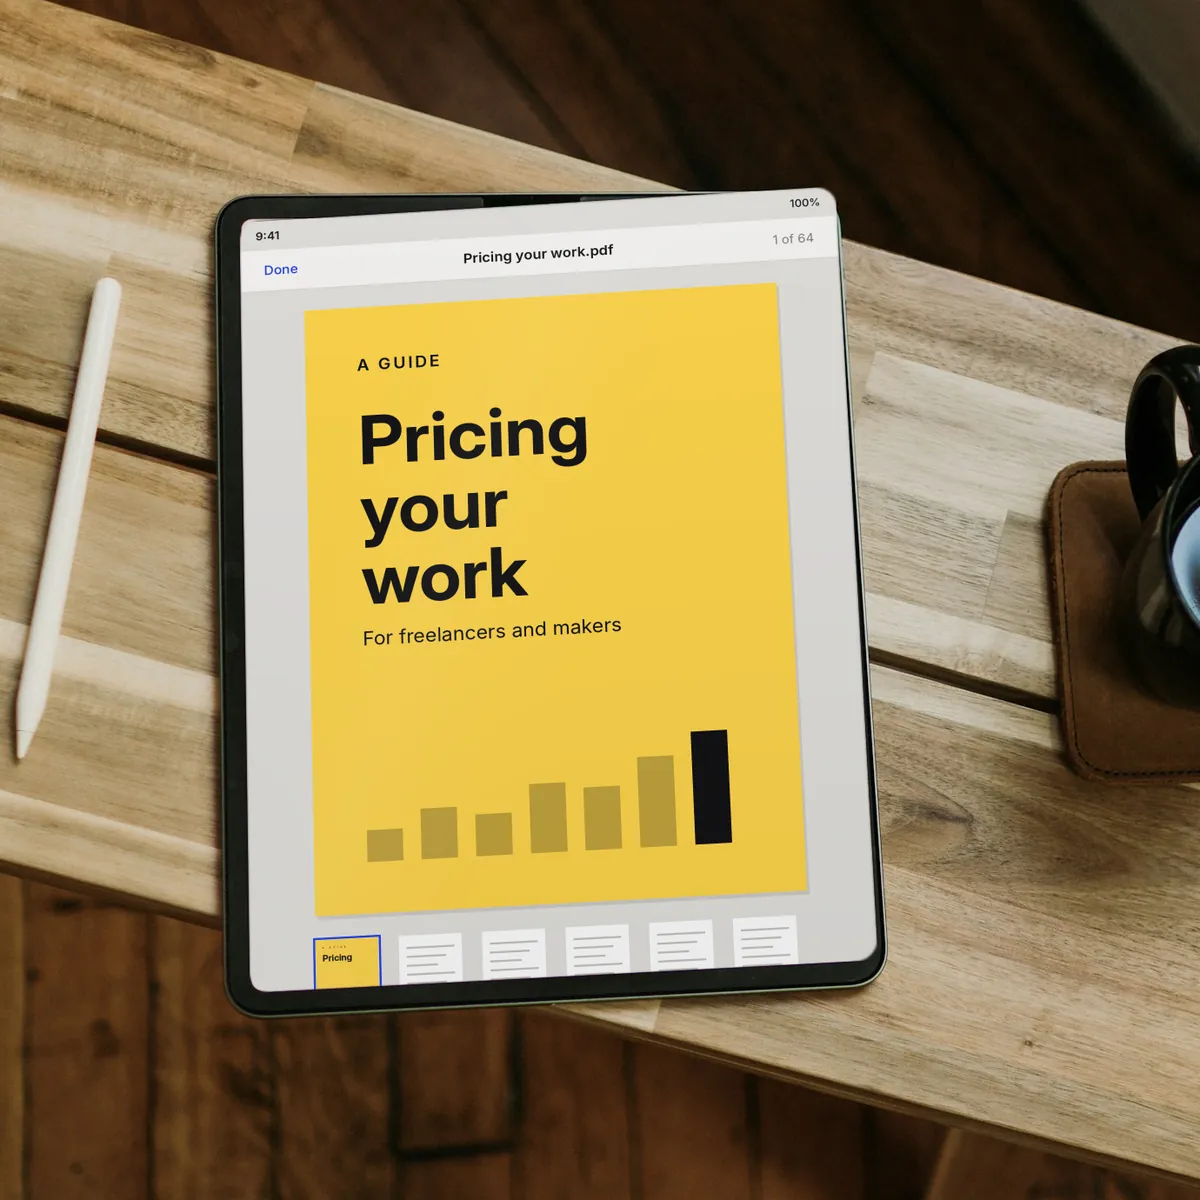 9:41
100%
Done
Pricing your work.pdf
1 of 64
A GUIDE
Pricing
your
work
For freelancers and makers
A GUIDE
Pricing